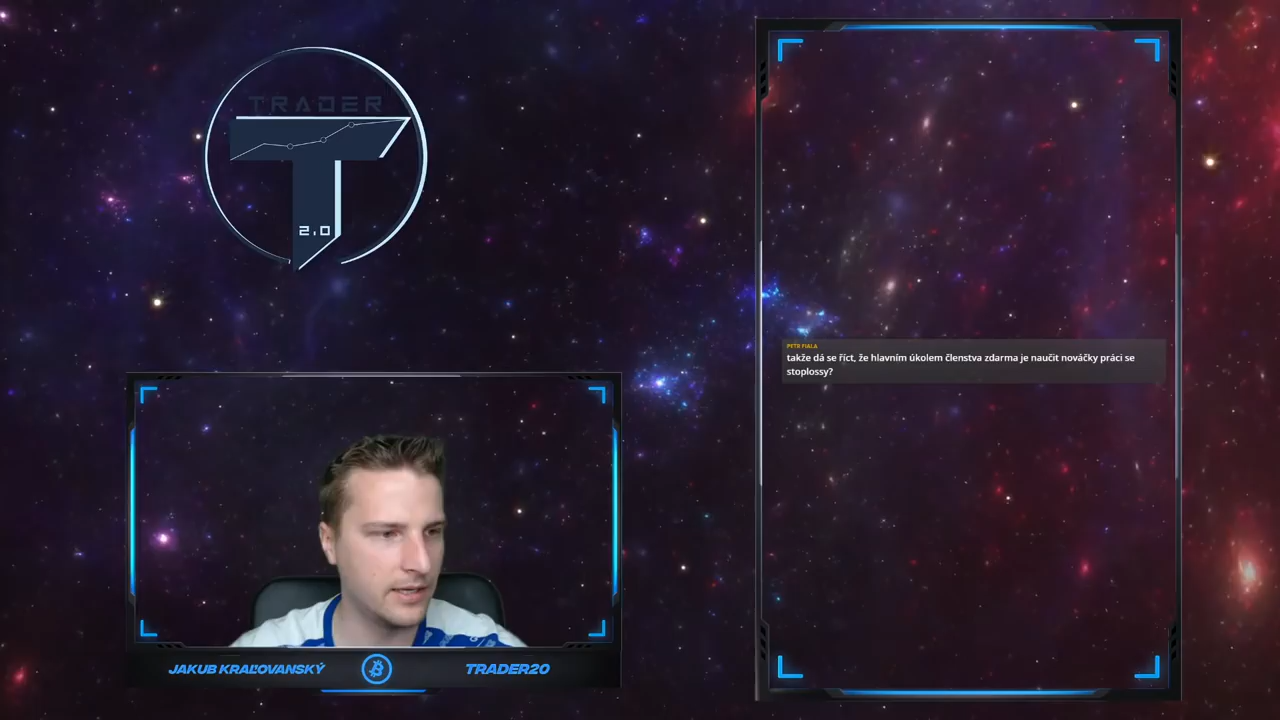 TRADER
2.0
PETR FIALA
takže dá se říct, že hlavním úkolem členstva zdarma je naučit nováčky práci se
stoplossy?
JAKUB KRAĽOVANSKÝ
TRADER20